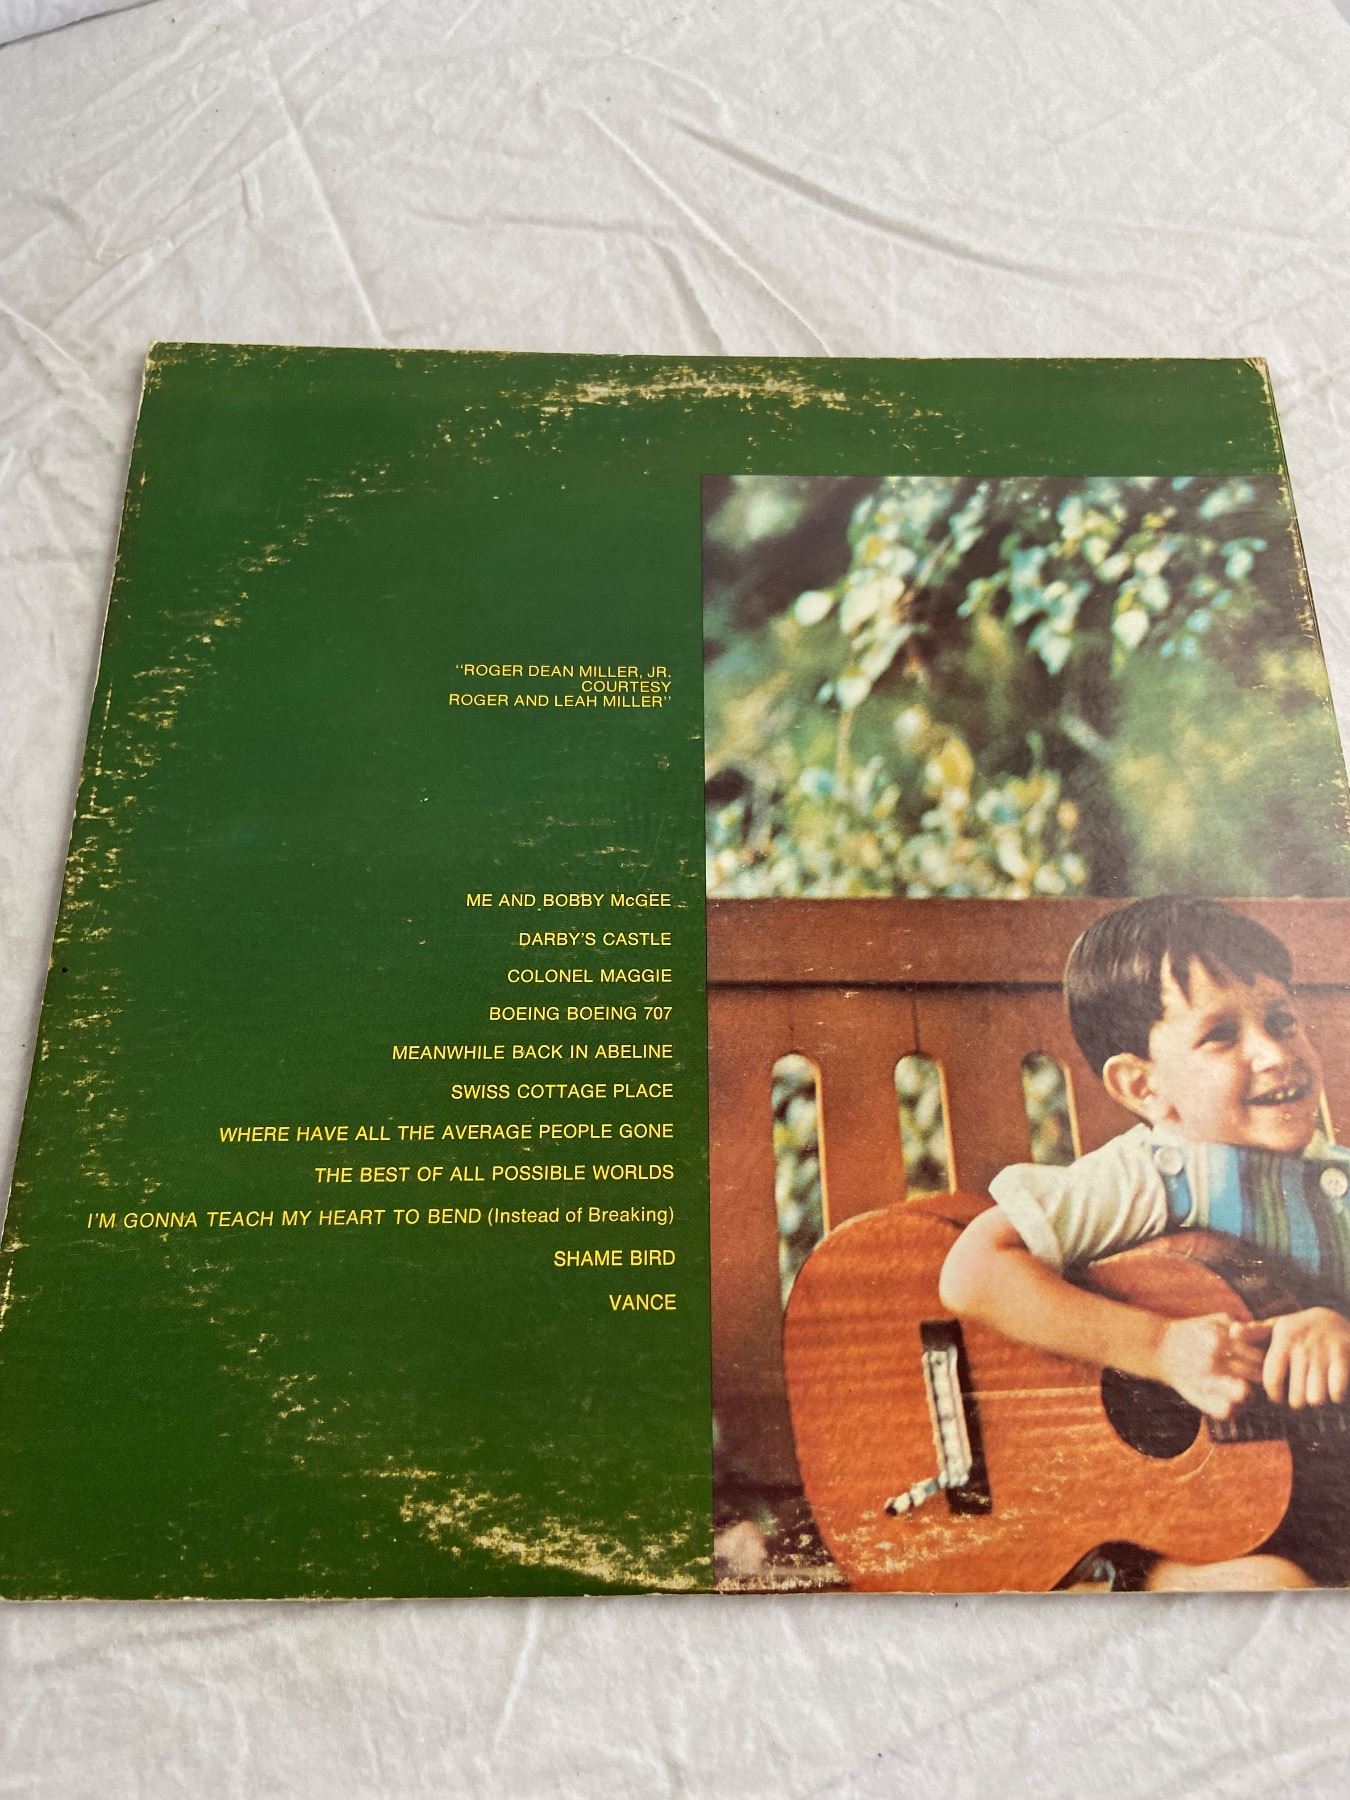 "ROGER DEAN MILLER, JR.
COURTESY
ROGER AND LEAH MILLER"
ME AND BOBBY McGEE
DARBY'S CASTLE
COLONEL MAGGIE
BOEING BOEING 707
MEANWHILE BACK IN ABELINE
SWISS COTTAGE PLACE
WHERE HAVE ALL THE AVERAGE PEOPLE GONE
THE BEST OF ALL POSSIBLE WORLDS
I'M GONNA TEACH MY HEART TO BEND (Instead of Breaking)
SHAME BIRD
VANCE